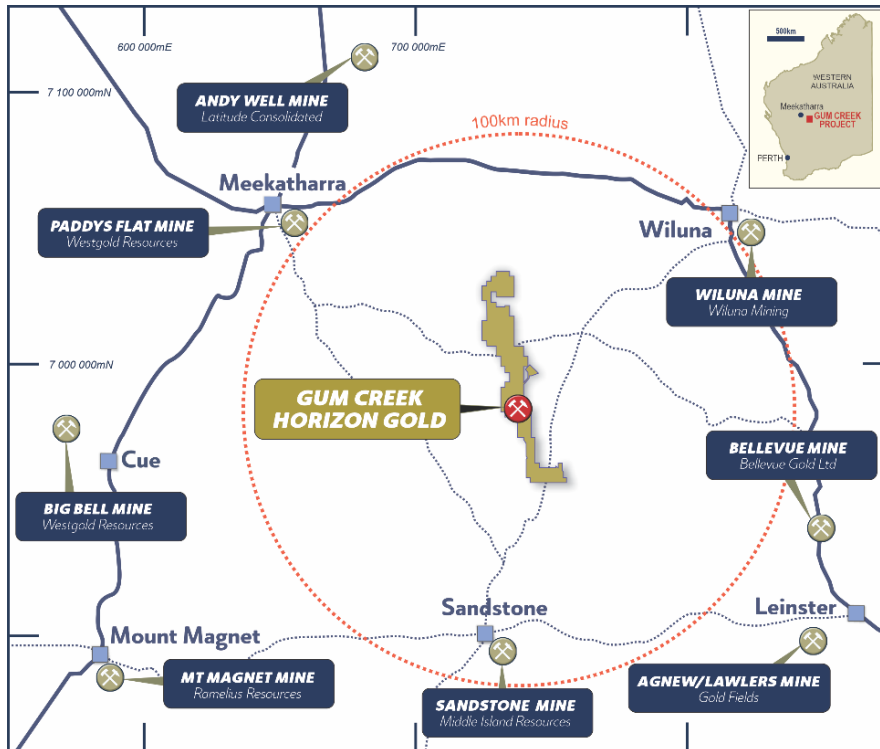 600 000mE
700 000mE
7 100 000mN
500km
WESTERN
AUSTRALIA
Meekatharra
GUM CREEK
PROJECT
PERTH
ANDY WELL MINE
Latitude Consolidated
100km radius
Meekatharra
PADDYS FLAT MINE
Westgold Resources
Wiluna
WILUNA MINE
Wiluna Mining
7 000 000mN
GUM CREEK
HORIZON GOLD
BELLEVUE MINE
Bellevue Gold Ltd
Cue
BIG BELL MINE
Westgold Resources
Sandstone
Leinster
Mount Magnet
MT MAGNET MINE
Ramelius Resources
SANDSTONE MINE
Middle Island Resources
AGNEW/LAWLERS MINE
Gold Fields